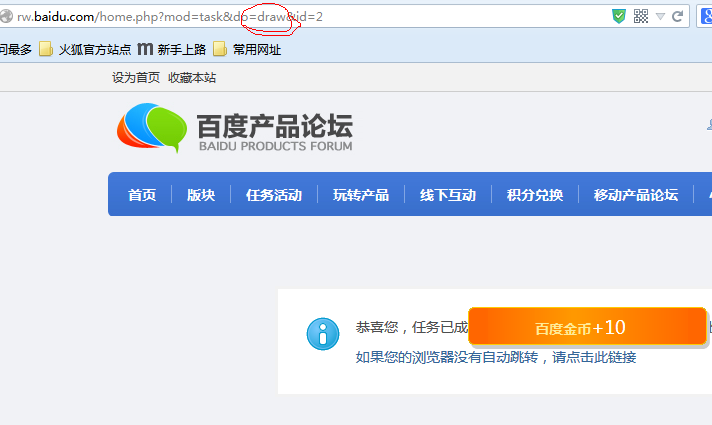 rw.baidu.com/home.php?mod=task&do=draw&id=2
问最多 火狐官方站点 m 新手上路 常用网址
设为首页 收藏本站
百度产品论坛
BAIDU PRODUCTS FORUM
首页 版块 任务活动 玩转产品 线下互动 积分兑换 移动产品论坛
恭喜您，任务已成 百度金币+10
如果您的浏览器没有自动跳转，请点击此链接